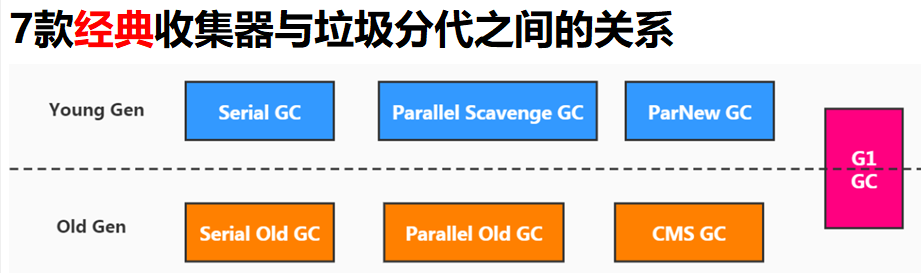 7款经典收集器与垃圾分代之间的关系
Young Gen
Serial GC
Parallel Scavenge GC
ParNew GC
G1
GC
Old Gen
Serial Old GC
Parallel Old GC
CMS GC